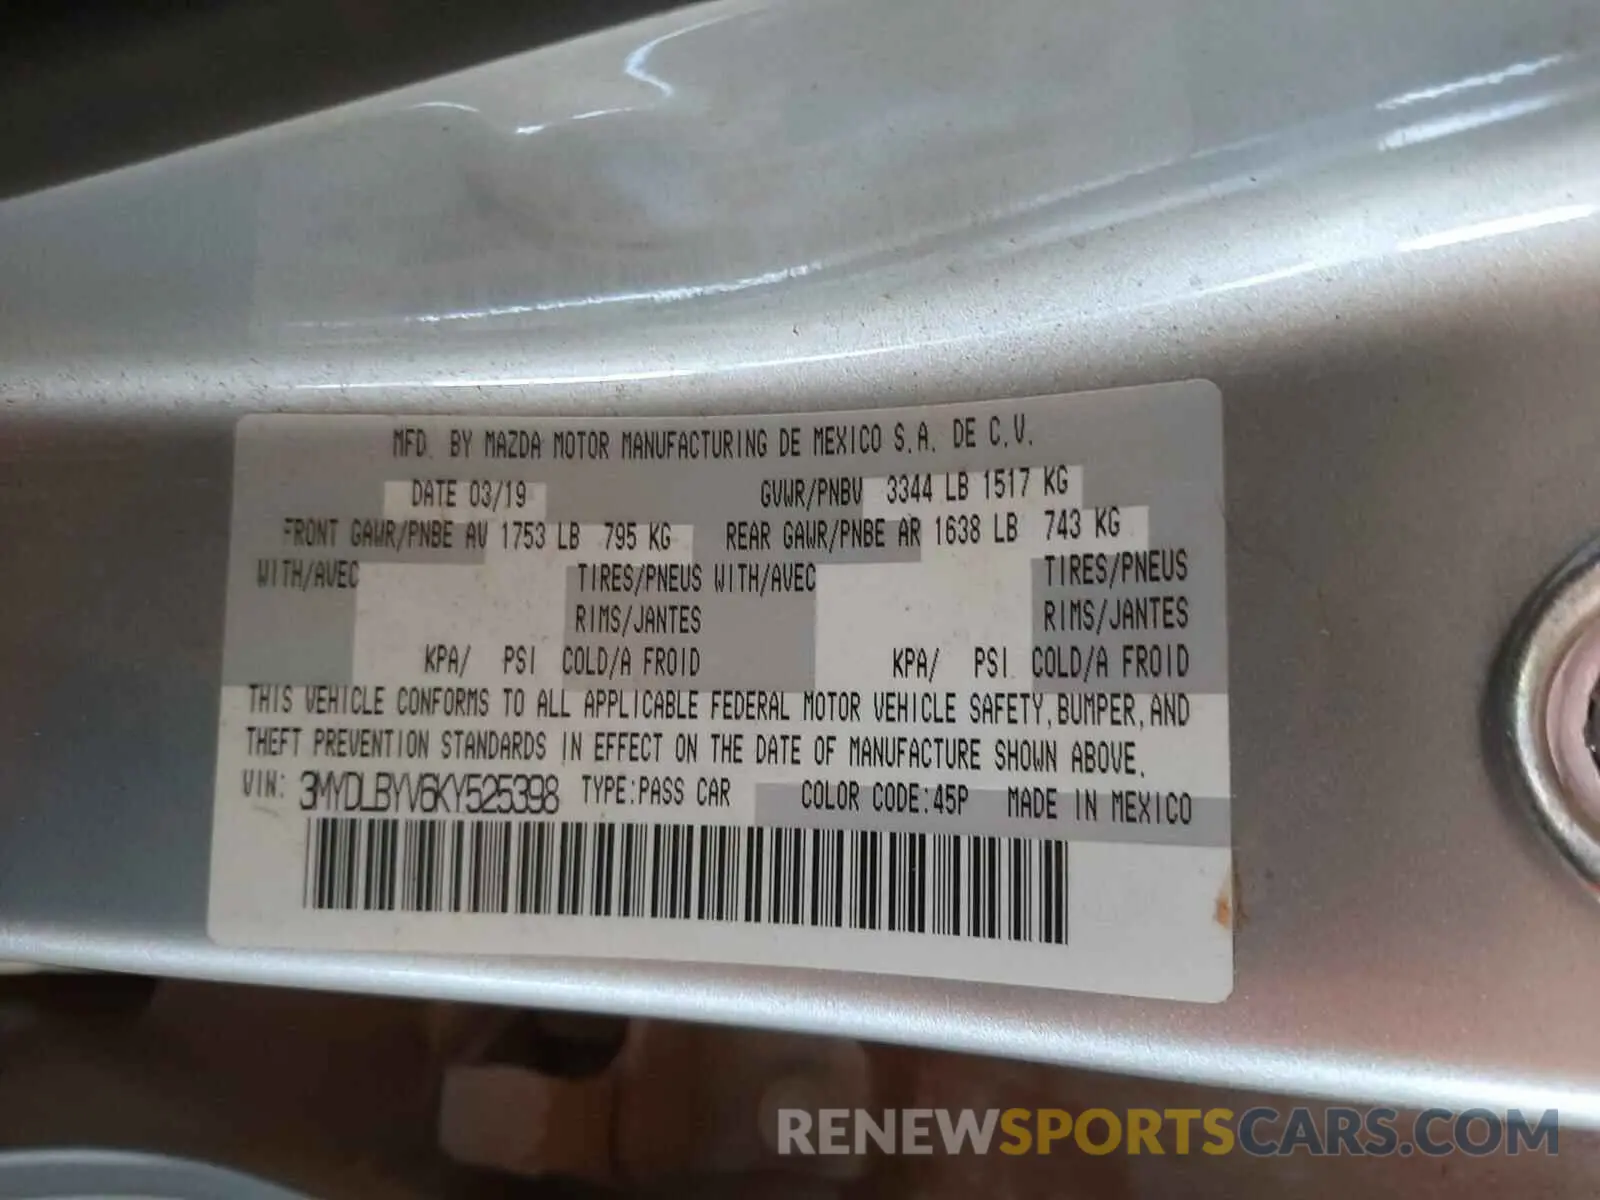 MFD. BY MAZDA MOTOR MANUFACTURING DE MEXICO S.A. DE C.V.
DATE 03/19 GVWR/PNBV 3344 LB 1517 KG
FRONT GAWR/PNBE AV 1753 LB 795 KG REAR GAWR/PNBE AR 1638 LB 743 KG
WITH/AVEC TIRES/PNEUS WITH/AVEC TIRES/PNEUS
RIMS/JANTES RIMS/JANTES
KPA/ PSI COLD/A FROID KPA/ PSI COLD/A FROID
THIS VEHICLE CONFORMS TO ALL APPLICABLE FEDERAL MOTOR VEHICLE SAFETY, BUMPER, AND
THEFT PREVENTION STANDARDS IN EFFECT ON THE DATE OF MANUFACTURE SHOWN ABOVE.
VIN: 3MYDLBYV6KY525398 TYPE:PASS CAR COLOR CODE:45P MADE IN MEXICO
RENEWSPORTSCARS.COM